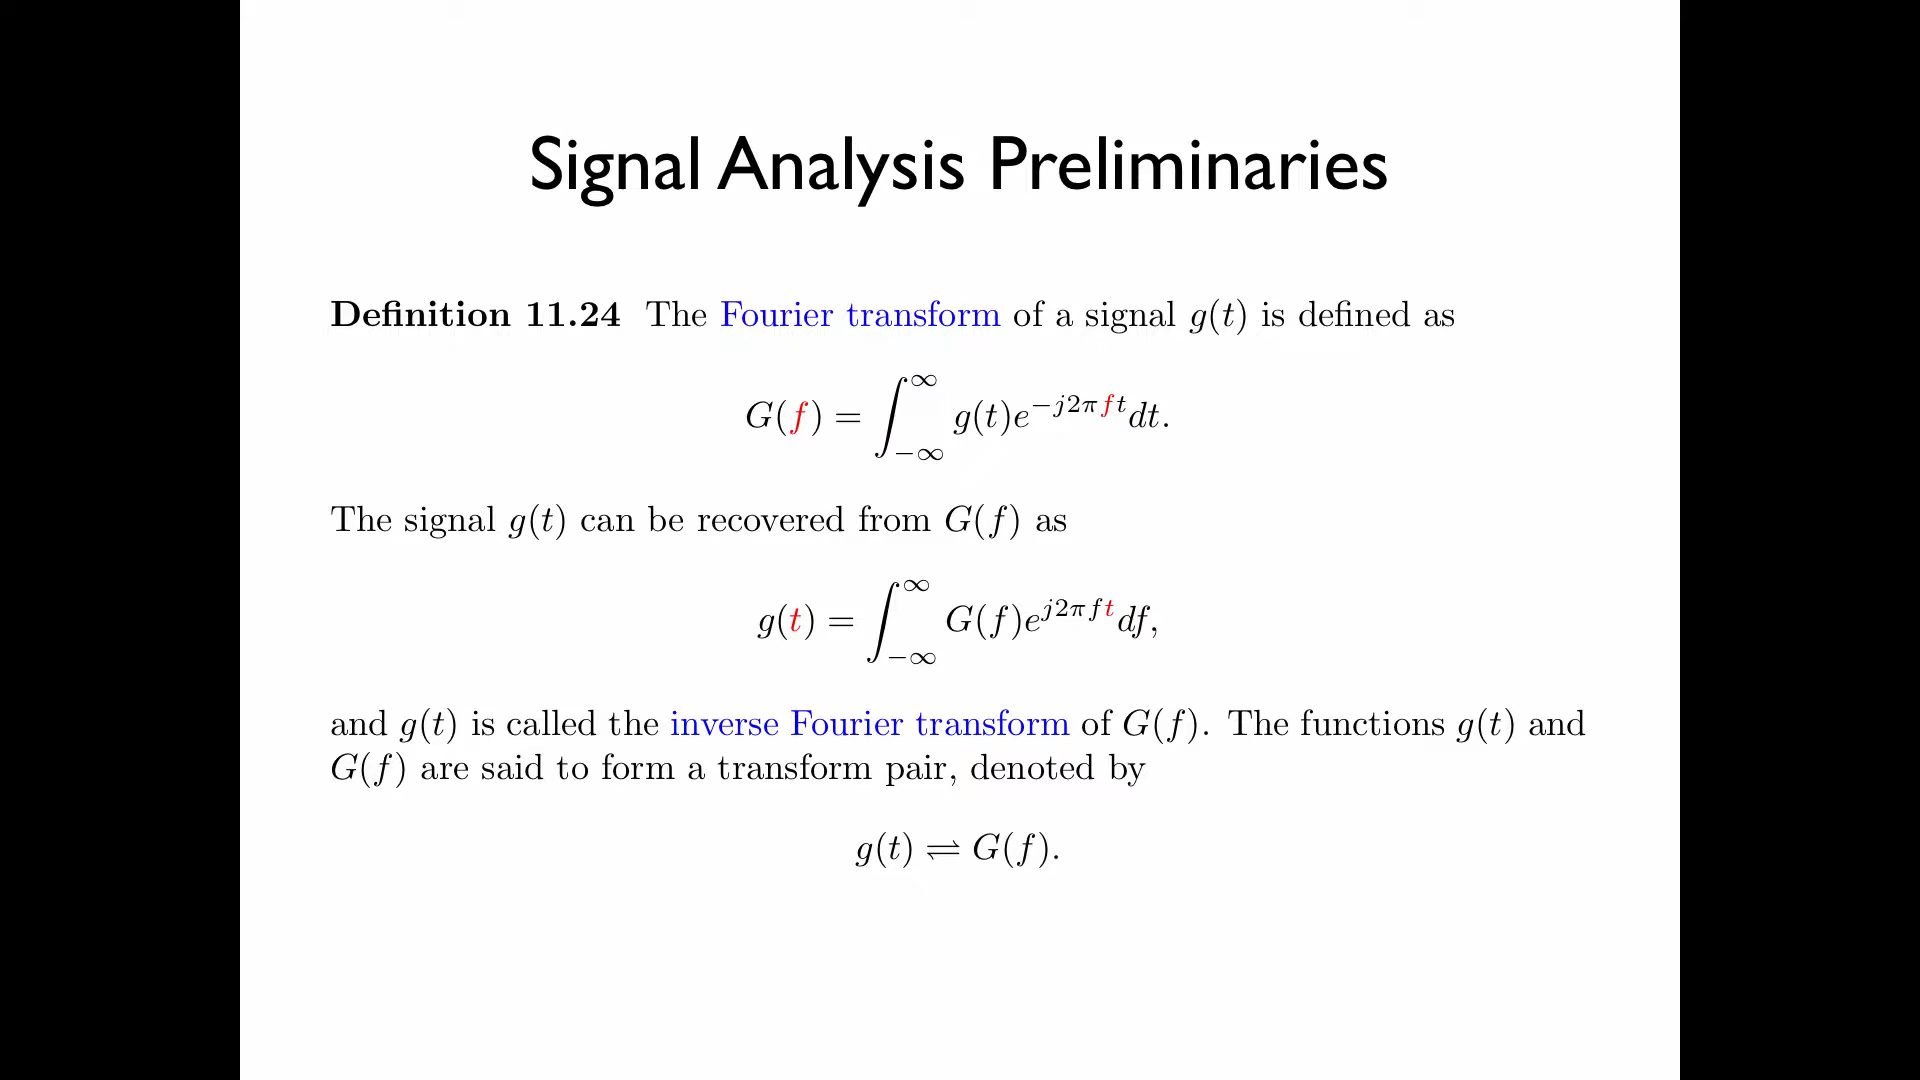 Signal Analysis Preliminaries
Definition 11.24 The Fourier transform of a signal g(t) is defined as
G(f) = ∫_{−∞}^{∞} g(t)e^{−j2πft}dt.
The signal g(t) can be recovered from G(f) as
g(t) = ∫_{−∞}^{∞} G(f)e^{j2πft}df,
and g(t) is called the inverse Fourier transform of G(f). The functions g(t) and
G(f) are said to form a transform pair, denoted by
g(t) ⇌ G(f).